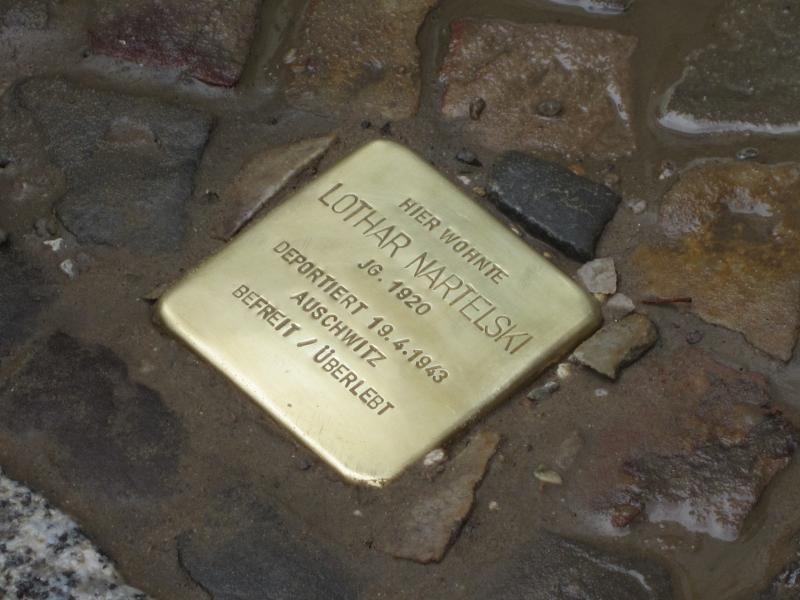 HIER WOHNTE
LOTHAR NARTELSKI
JG. 1920
DEPORTIERT 19.4.1943
AUSCHWITZ
BEFREIT / ÜBERLEBT